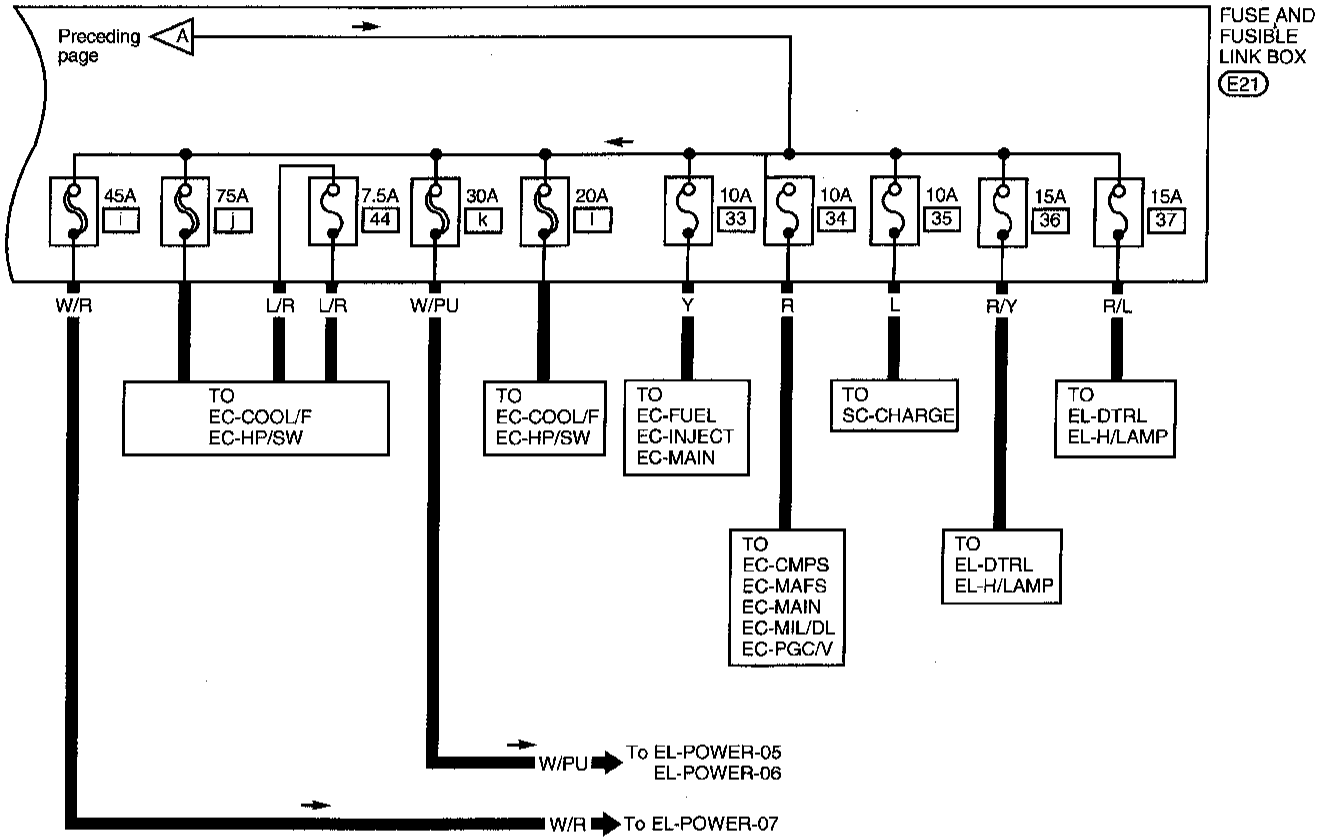 FUSE AND
FUSIBLE
LINK BOX
E21
Preceding
page
A
45A
i
75A
j
7.5A
44
30A
k
20A
l
10A
33
10A
34
10A
35
15A
36
15A
37
W/R
L/R
L/R
W/PU
Y
R
L
R/Y
R/L
TO
EC-COOL/F
EC-HP/SW
TO
EC-COOL/F
EC-HP/SW
TO
EC-FUEL
EC-INJECT
EC-MAIN
TO
SC-CHARGE
TO
EL-DTRL
EL-H/LAMP
TO
EC-CMPS
EC-MAFS
EC-MAIN
EC-MIL/DL
EC-PGC/V
TO
EL-DTRL
EL-H/LAMP
W/PU
To EL-POWER-05
EL-POWER-06
W/R
To EL-POWER-07